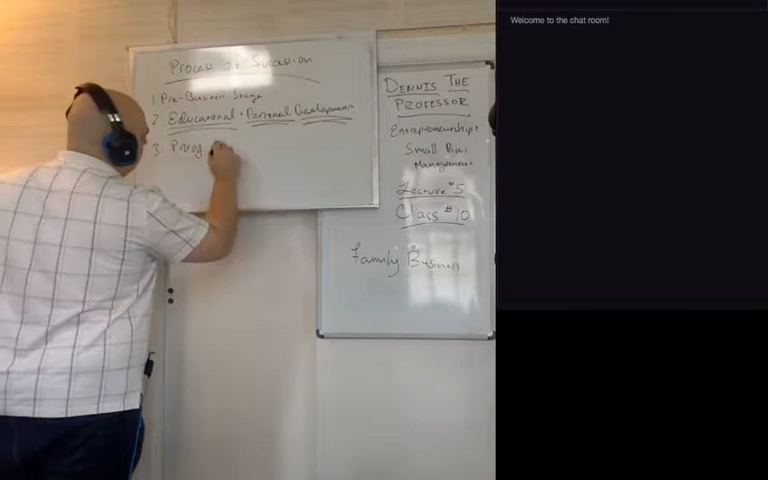 Process of Succession
1 Pre-Business Stage
2 Educational + Personal Development
3. Prog
DENNIS THE
PROFESSOR
Entrepreneurship +
Small Bus
Management
Lecture #5
Class #10
Family Business
Welcome to the chat room!